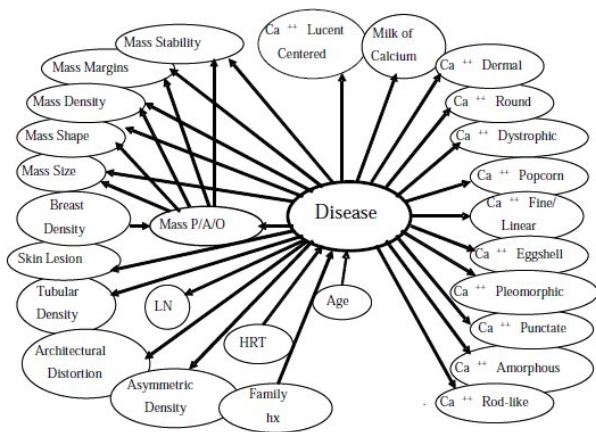 Mass Stability
Ca ++ Lucent
Centered
Milk of
Calcium
Mass Margins
Ca ++ Dermal
Mass Density
Ca ++ Round
Mass Shape
Ca ++ Dystrophic
Mass Size
Ca ++ Popcorn
Breast
Density
Mass P/A/O
Disease
Ca ++ Fine/
Linear
Skin Lesion
Ca ++ Eggshell
Tubular
Density
LN
Age
Ca ++ Pleomorphic
Ca ++ Punctate
Architectural
Distortion
HRT
Ca ++ Amorphous
Asymmetric
Density
Family
hx
Ca ++ Rod-like